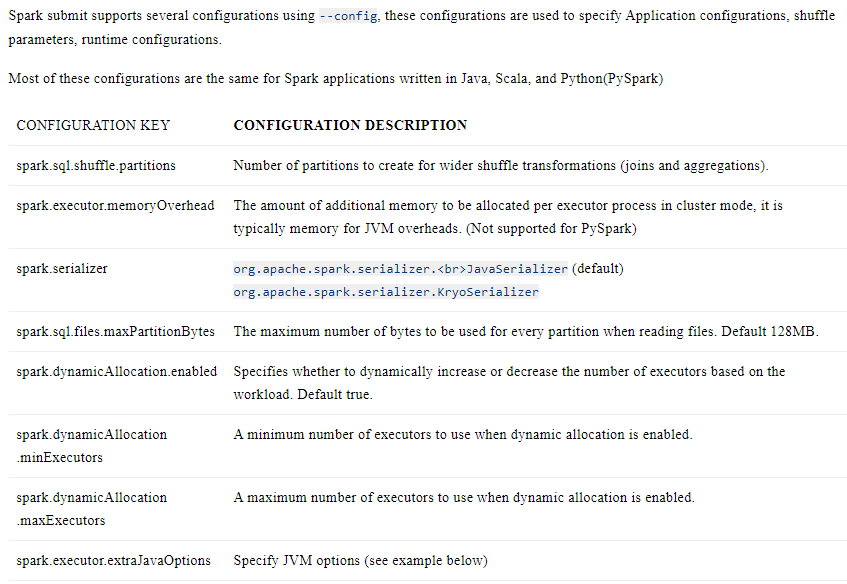 Spark submit supports several configurations using --config, these configurations are used to specify Application configurations, shuffle
parameters, runtime configurations.
Most of these configurations are the same for Spark applications written in Java, Scala, and Python(PySpark)
CONFIGURATION KEY CONFIGURATION DESCRIPTION
spark.sql.shuffle.partitions Number of partitions to create for wider shuffle transformations (joins and aggregations).
spark.executor.memoryOverhead The amount of additional memory to be allocated per executor process in cluster mode, it is
typically memory for JVM overheads. (Not supported for PySpark)
spark.serializer org.apache.spark.serializer.<br>JavaSerializer (default)
org.apache.spark.serializer.KryoSerializer
spark.sql.files.maxPartitionBytes The maximum number of bytes to be used for every partition when reading files. Default 128MB.
spark.dynamicAllocation.enabled Specifies whether to dynamically increase or decrease the number of executors based on the
workload. Default true.
spark.dynamicAllocation A minimum number of executors to use when dynamic allocation is enabled.
.minExecutors
spark.dynamicAllocation A maximum number of executors to use when dynamic allocation is enabled.
.maxExecutors
spark.executor.extraJavaOptions Specify JVM options (see example below)